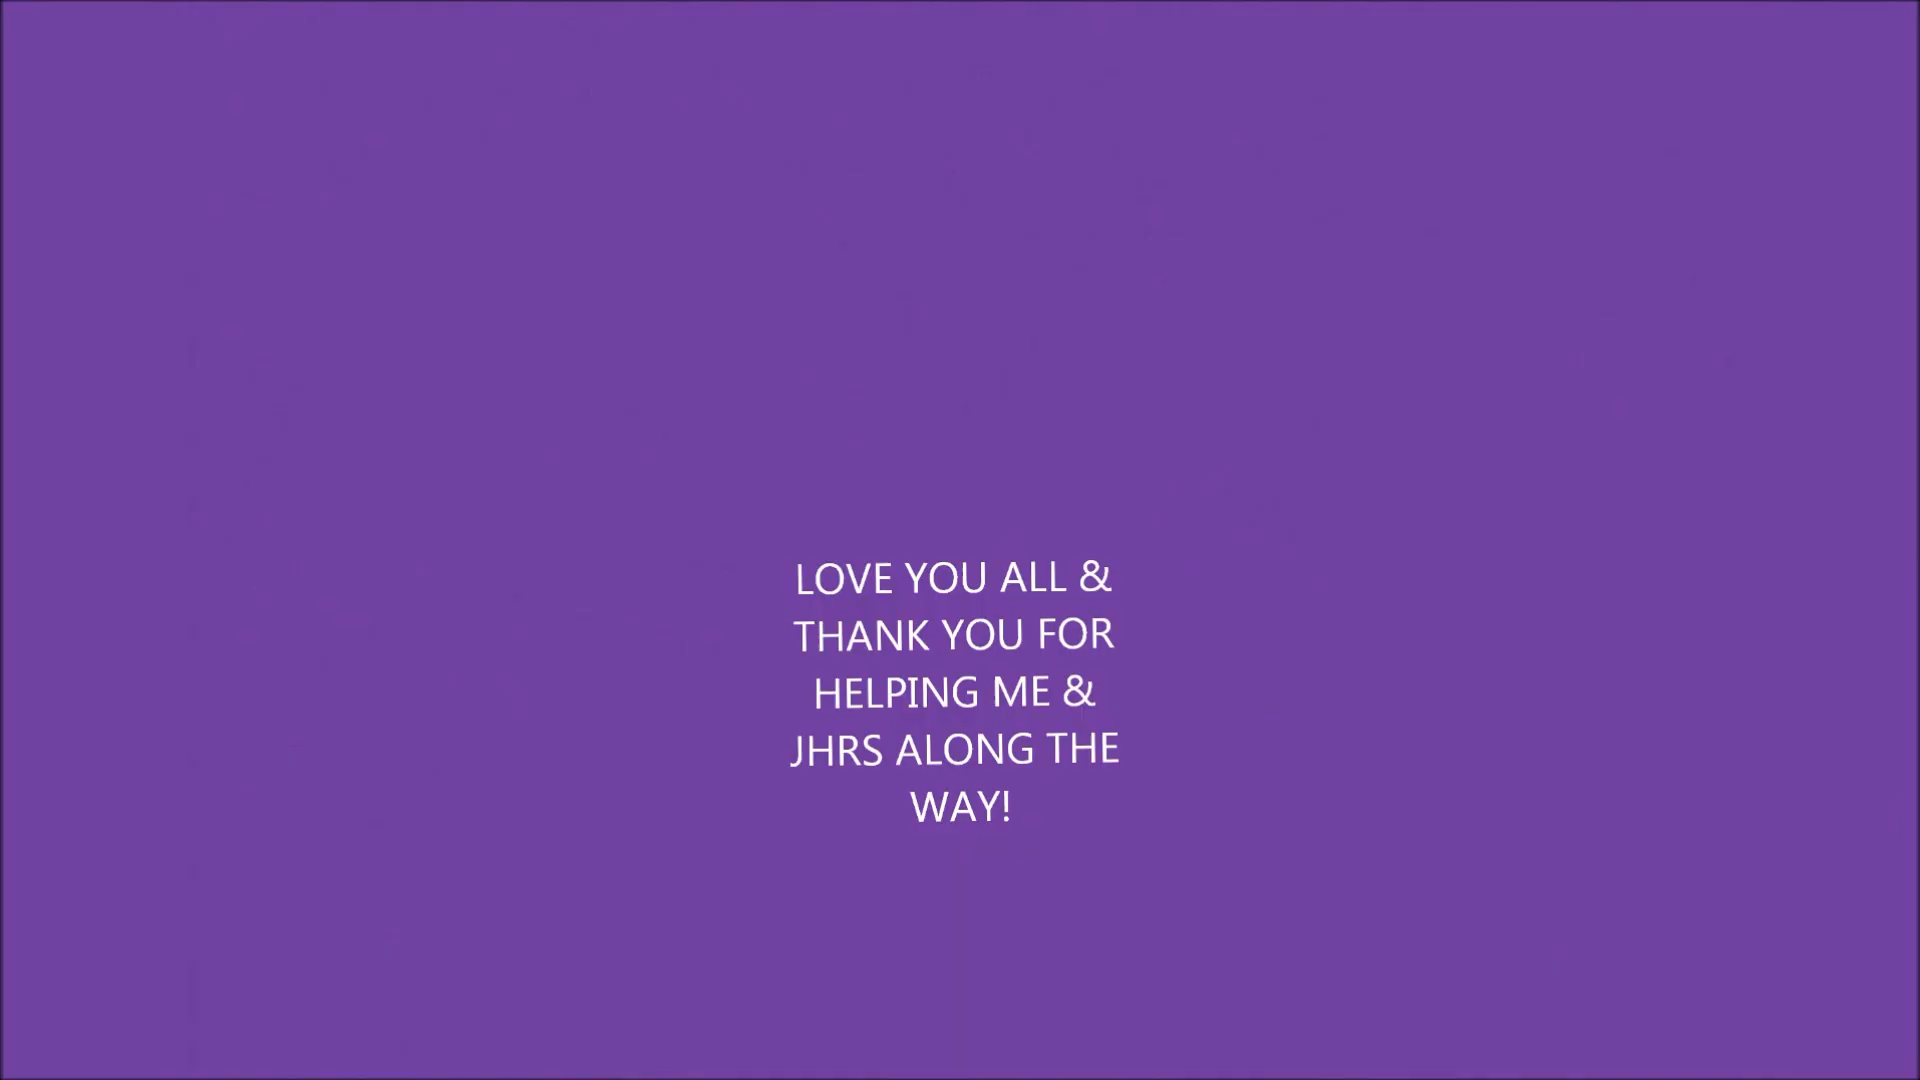 LOVE YOU ALL &
THANK YOU FOR
HELPING ME &
JHRS ALONG THE
WAY!